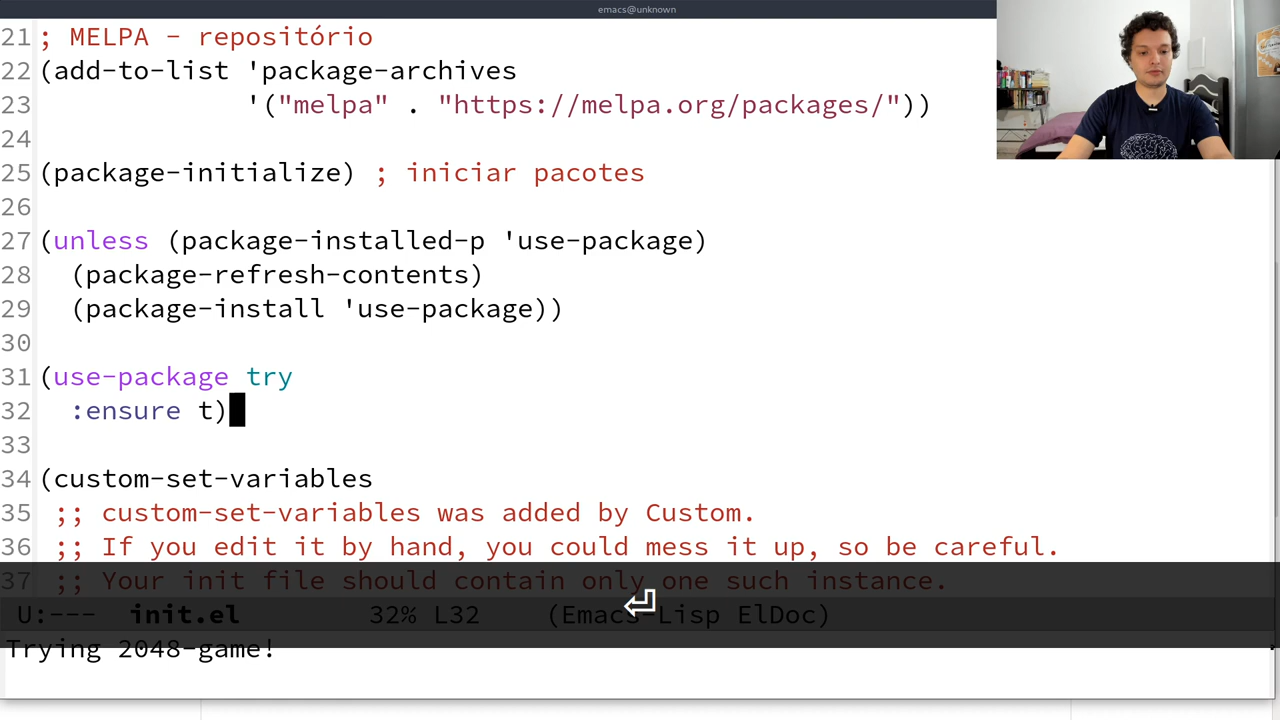 emacs@unknown
21 ; MELPA - repositório
22 (add-to-list 'package-archives
23 '("melpa" . "https://melpa.org/packages/"))
24
25 (package-initialize) ; iniciar pacotes
26
27 (unless (package-installed-p 'use-package)
28 (package-refresh-contents)
29 (package-install 'use-package))
30
31 (use-package try
32 :ensure t)
33
34 (custom-set-variables
35 ;; custom-set-variables was added by Custom.
36 ;; If you edit it by hand, you could mess it up, so be careful.
37 ;; Your init file should contain only one such instance.
U:--- init.el 32% L32 (Emacs-Lisp ElDoc)
Trying 2048-game!